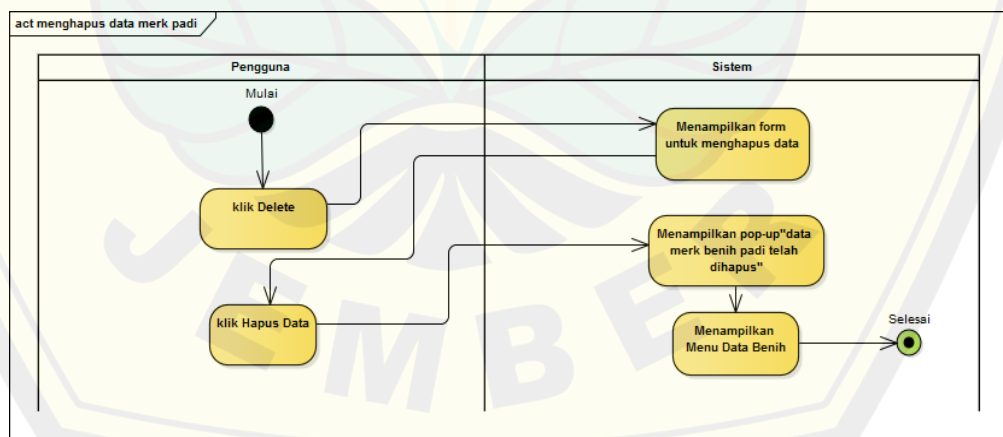 act menghapus data merk padi
Pengguna
Sistem
Mulai
Menampilkan form
untuk menghapus data
klik Delete
Menampilkan pop-up"data
merk benih padi telah
dihapus"
klik Hapus Data
Menampilkan
Menu Data Benih
Selesai
JEMBER